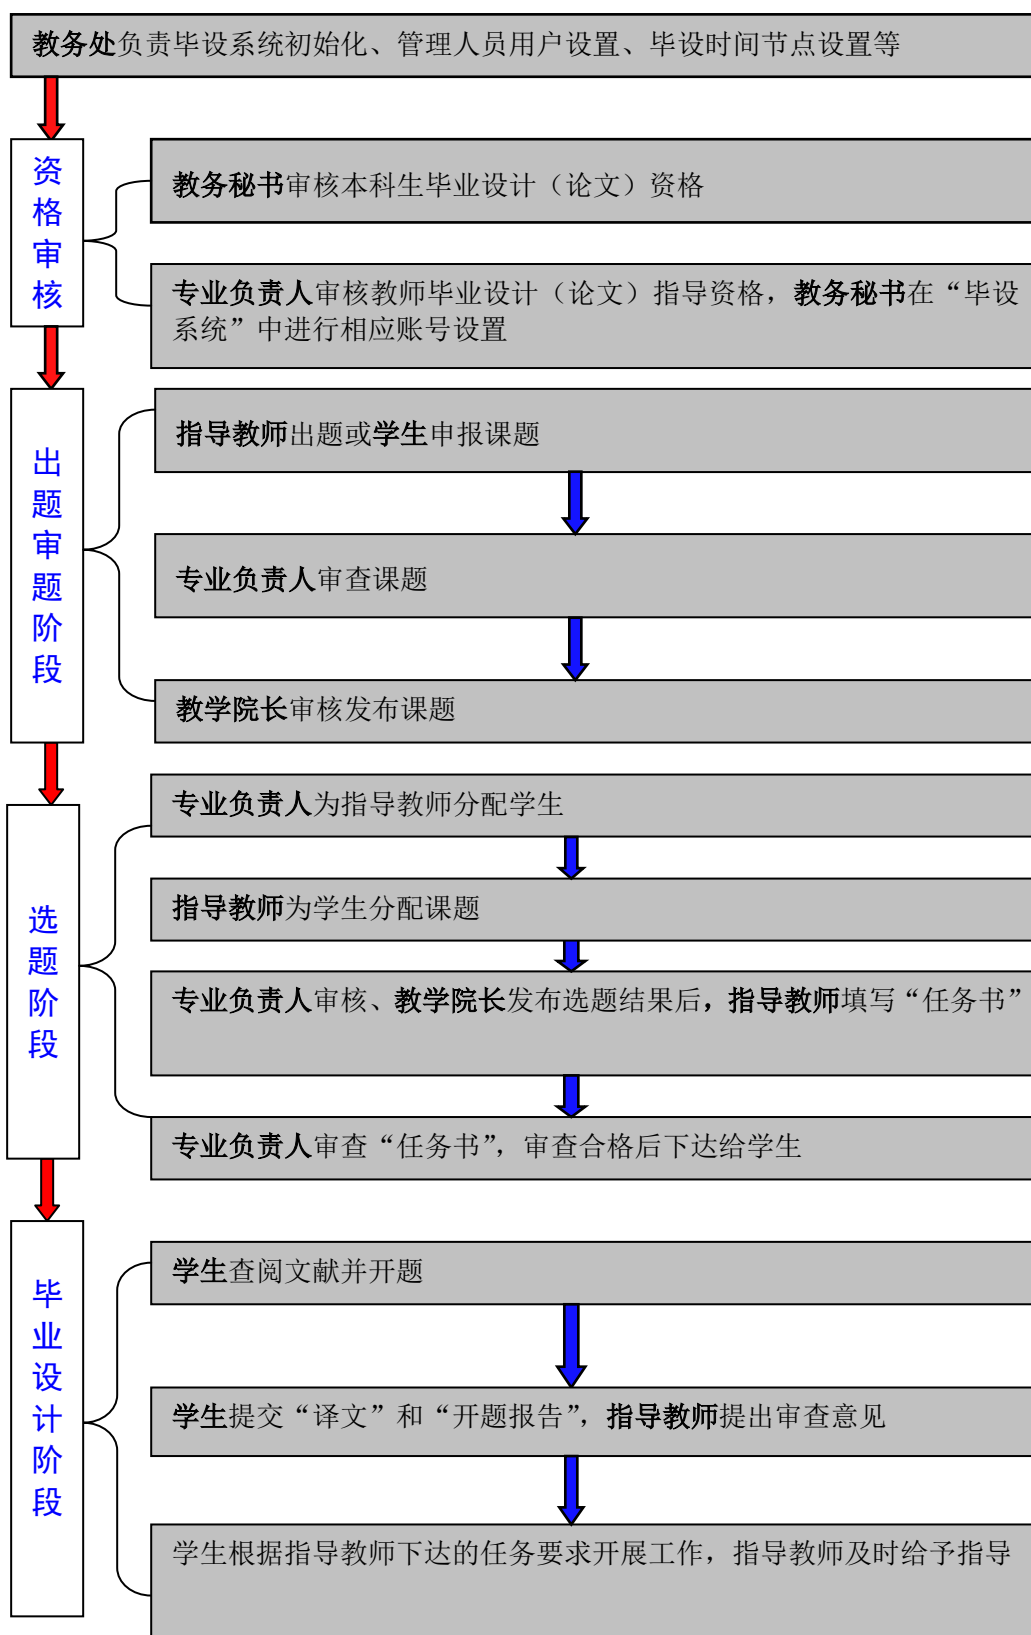 教务处负责毕设系统初始化、管理人员用户设置、毕设时间节点设置等
资格审核
教务秘书审核本科生毕业设计（论文）资格
专业负责人审核教师毕业设计（论文）指导资格，教务秘书在“毕设
系统”中进行相应账号设置
出题审题阶段
指导教师出题或学生申报课题
专业负责人审查课题
教学院长审核发布课题
选题阶段
专业负责人为指导教师分配学生
指导教师为学生分配课题
专业负责人审核、教学院长发布选题结果后，指导教师填写“任务书”
专业负责人审查“任务书”，审查合格后下达给学生
毕业设计阶段
学生查阅文献并开题
学生提交“译文”和“开题报告”，指导教师提出审查意见
学生根据指导教师下达的任务要求开展工作，指导教师及时给予指导